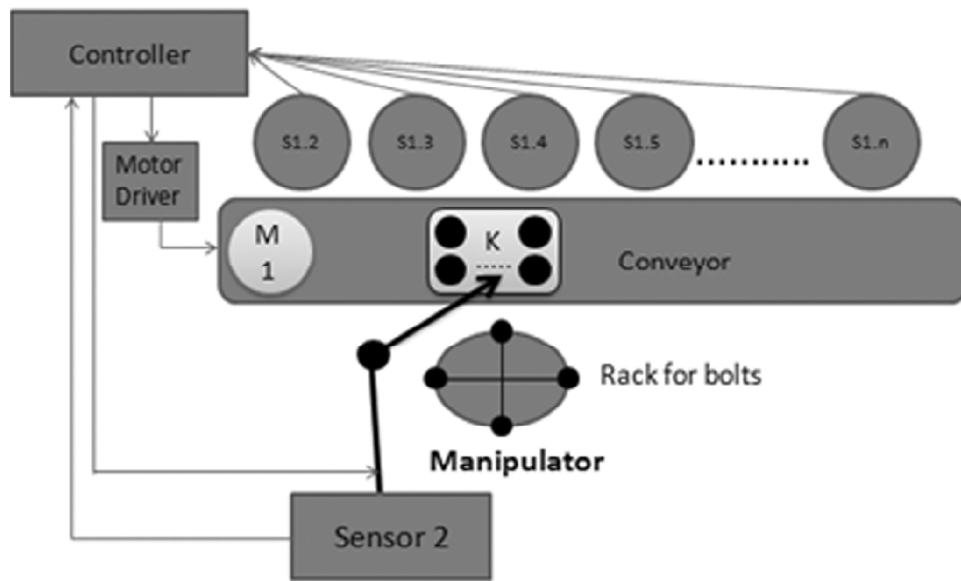 Controller
S1.2
S1.3
S1.4
S1.5
...........
S1.n
Motor
Driver
M
1
K
Conveyor
Rack for bolts
Manipulator
Sensor 2